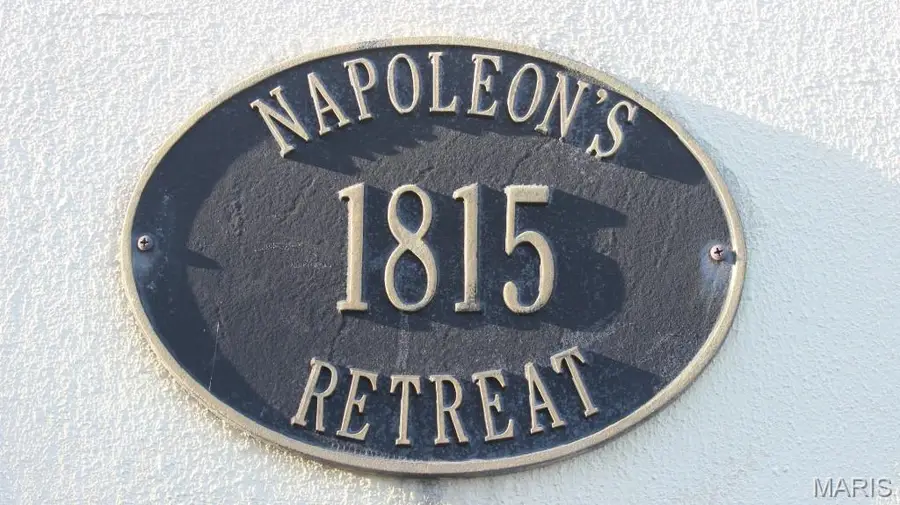 NAPOLEON'S
1815
RETREAT
MARIS